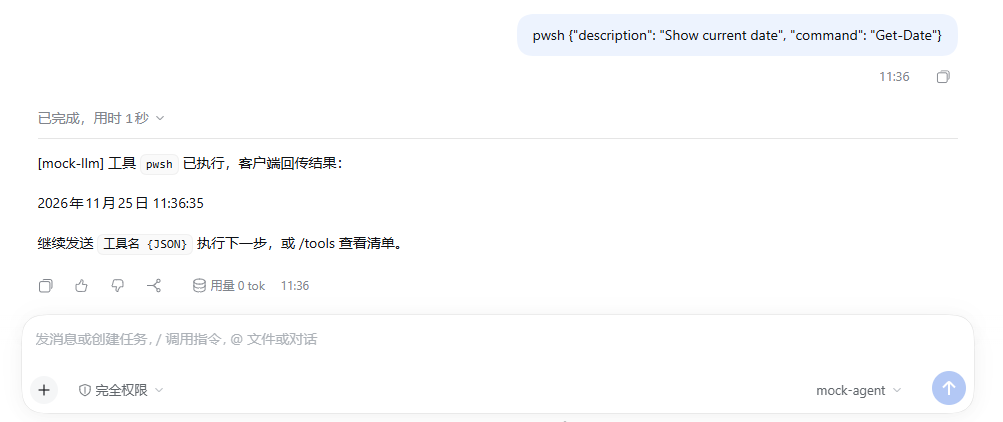 pwsh {"description": "Show current date", "command": "Get-Date"}
11:36
已完成，用时 1 秒
[mock-llm] 工具 pwsh 已执行，客户端回传结果：
2026年11月25日 11:36:35
继续发送 工具名 {JSON} 执行下一步，或 /tools 查看清单。
用量 0 tok 11:36
发消息或创建任务, / 调用指令, @ 文件或对话
完全权限 mock-agent